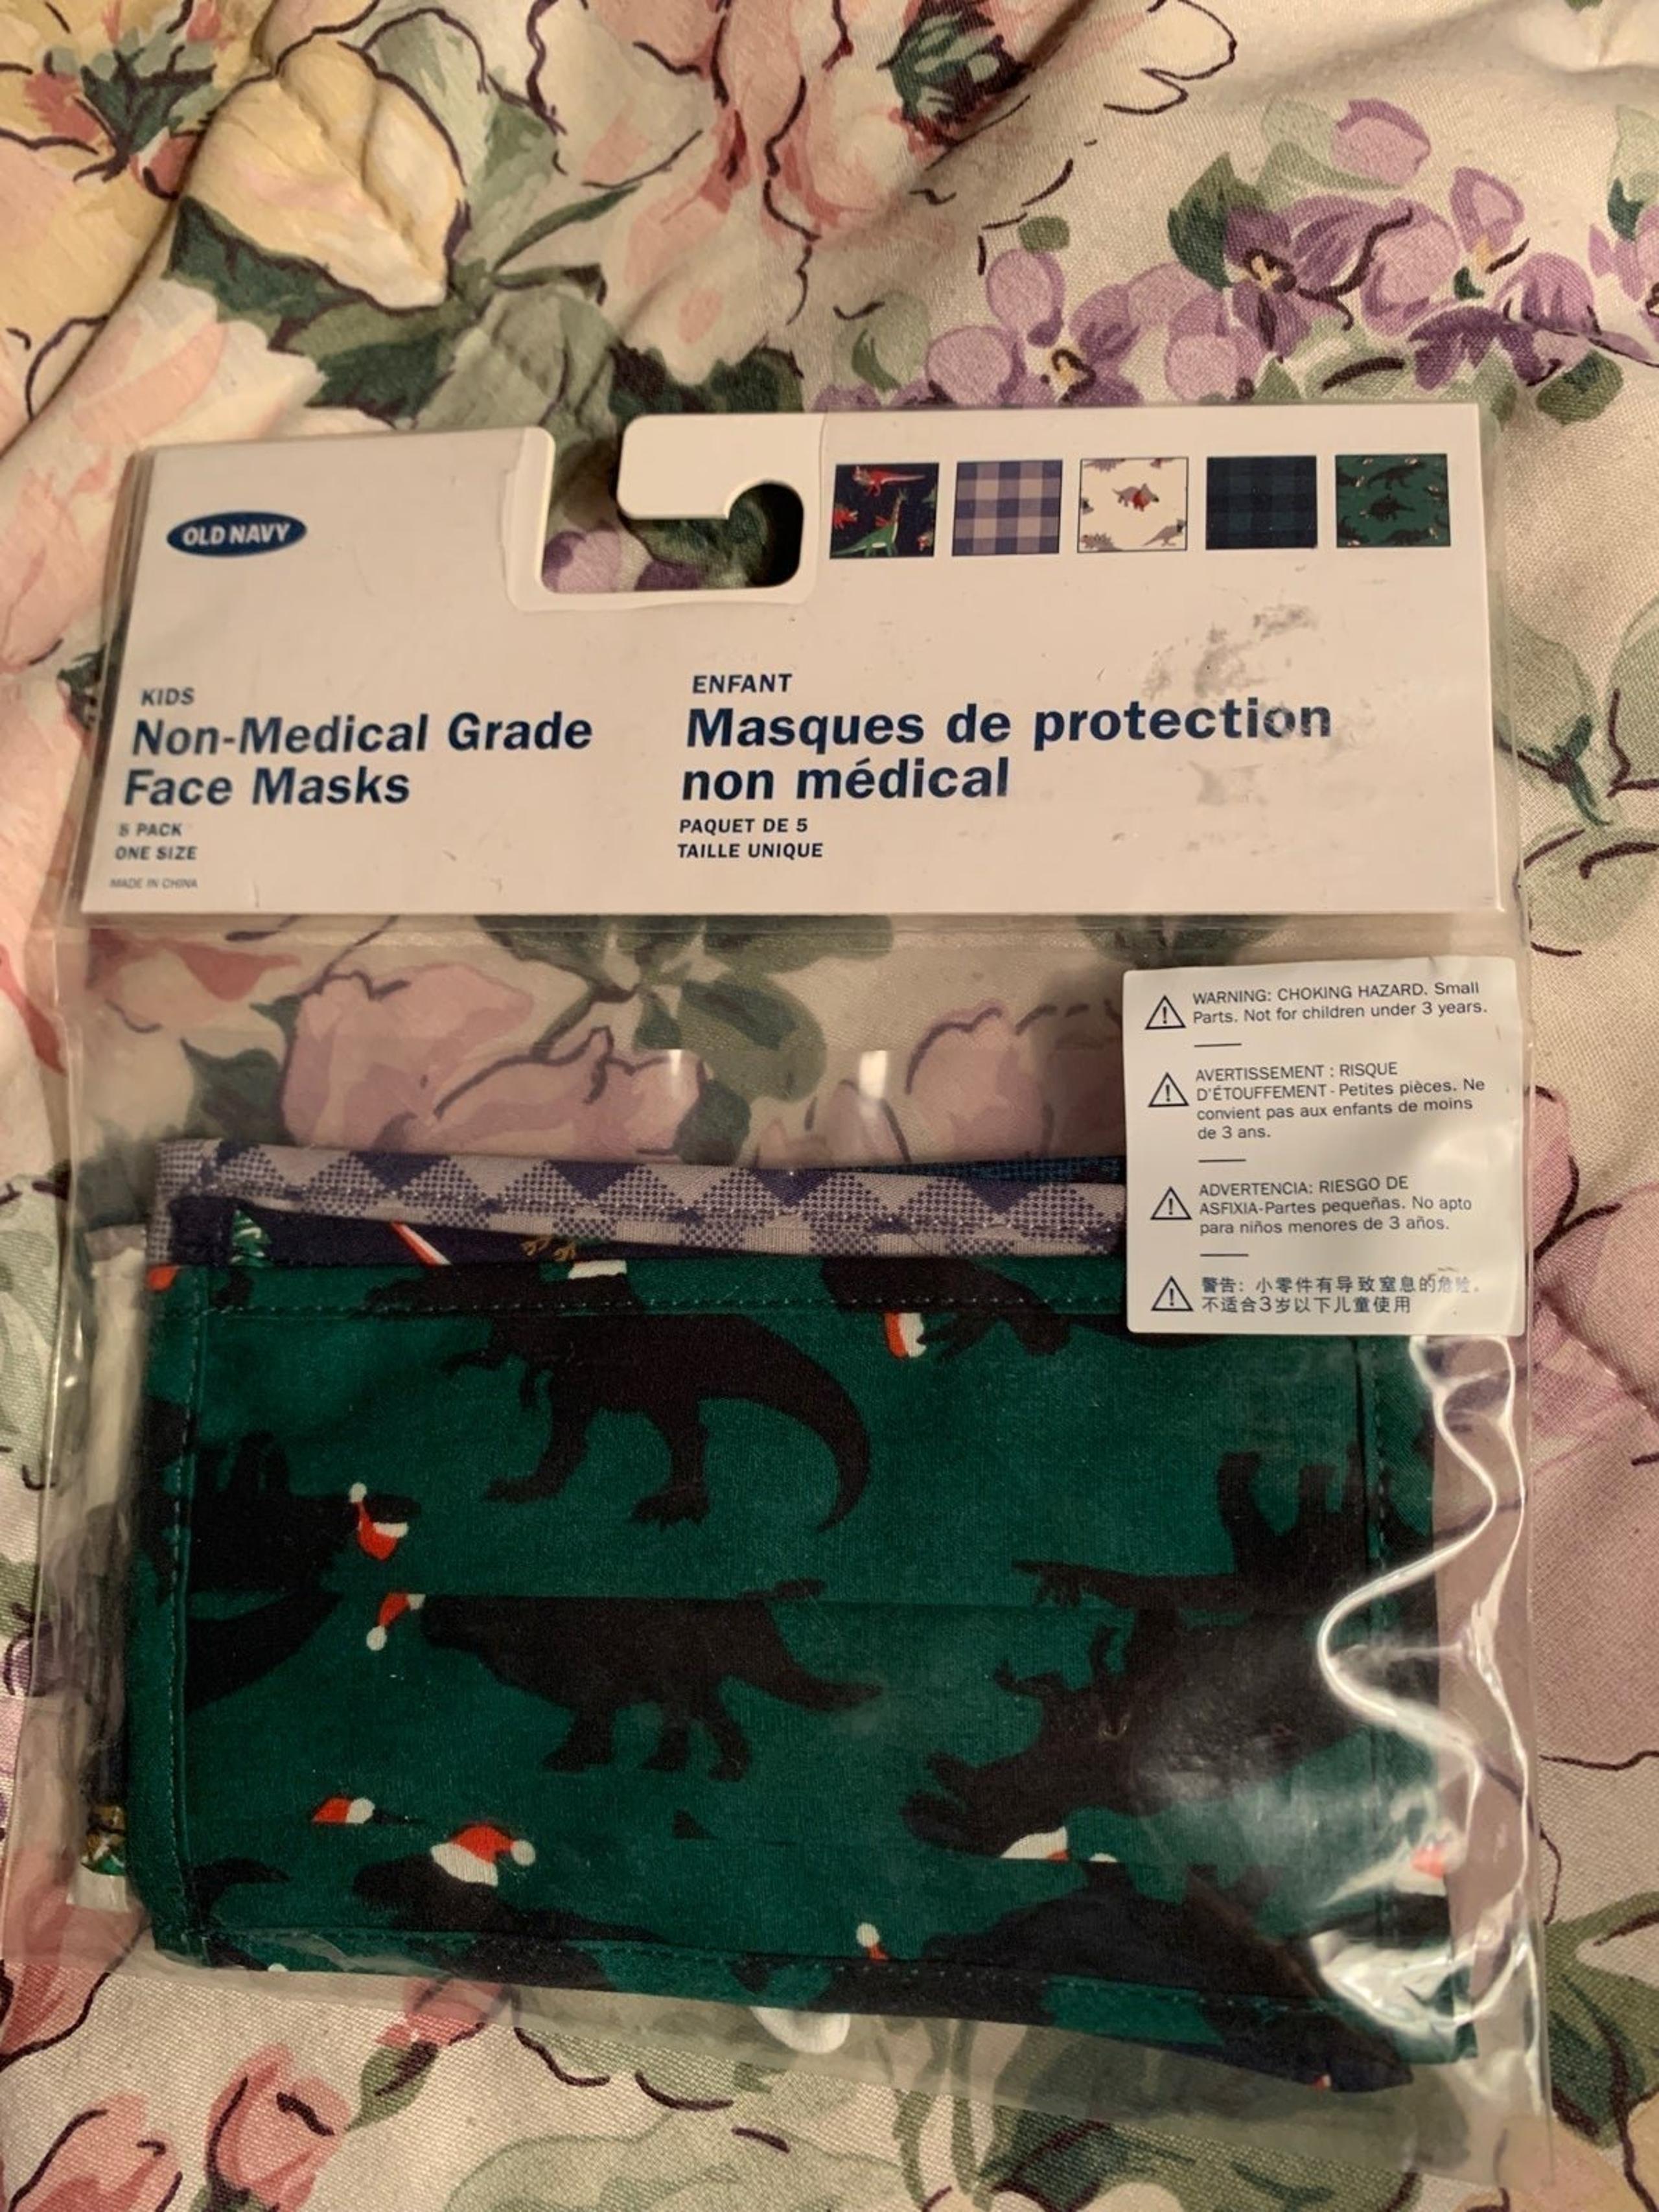 OLD NAVY
KIDS
Non-Medical Grade
Face Masks
5 PACK
ONE SIZE
MADE IN CHINA
ENFANT
Masques de protection
non médical
PAQUET DE 5
TAILLE UNIQUE
WARNING: CHOKING HAZARD. Small
Parts. Not for children under 3 years.
AVERTISSEMENT : RISQUE
D'ÉTOUFFEMENT - Petites pièces. Ne
convient pas aux enfants de moins
de 3 ans.
ADVERTENCIA: RIESGO DE
ASFIXIA-Partes pequeñas. No apto
para niños menores de 3 años.
警告: 小零件有导致窒息的危险.
不适合3岁以下儿童使用